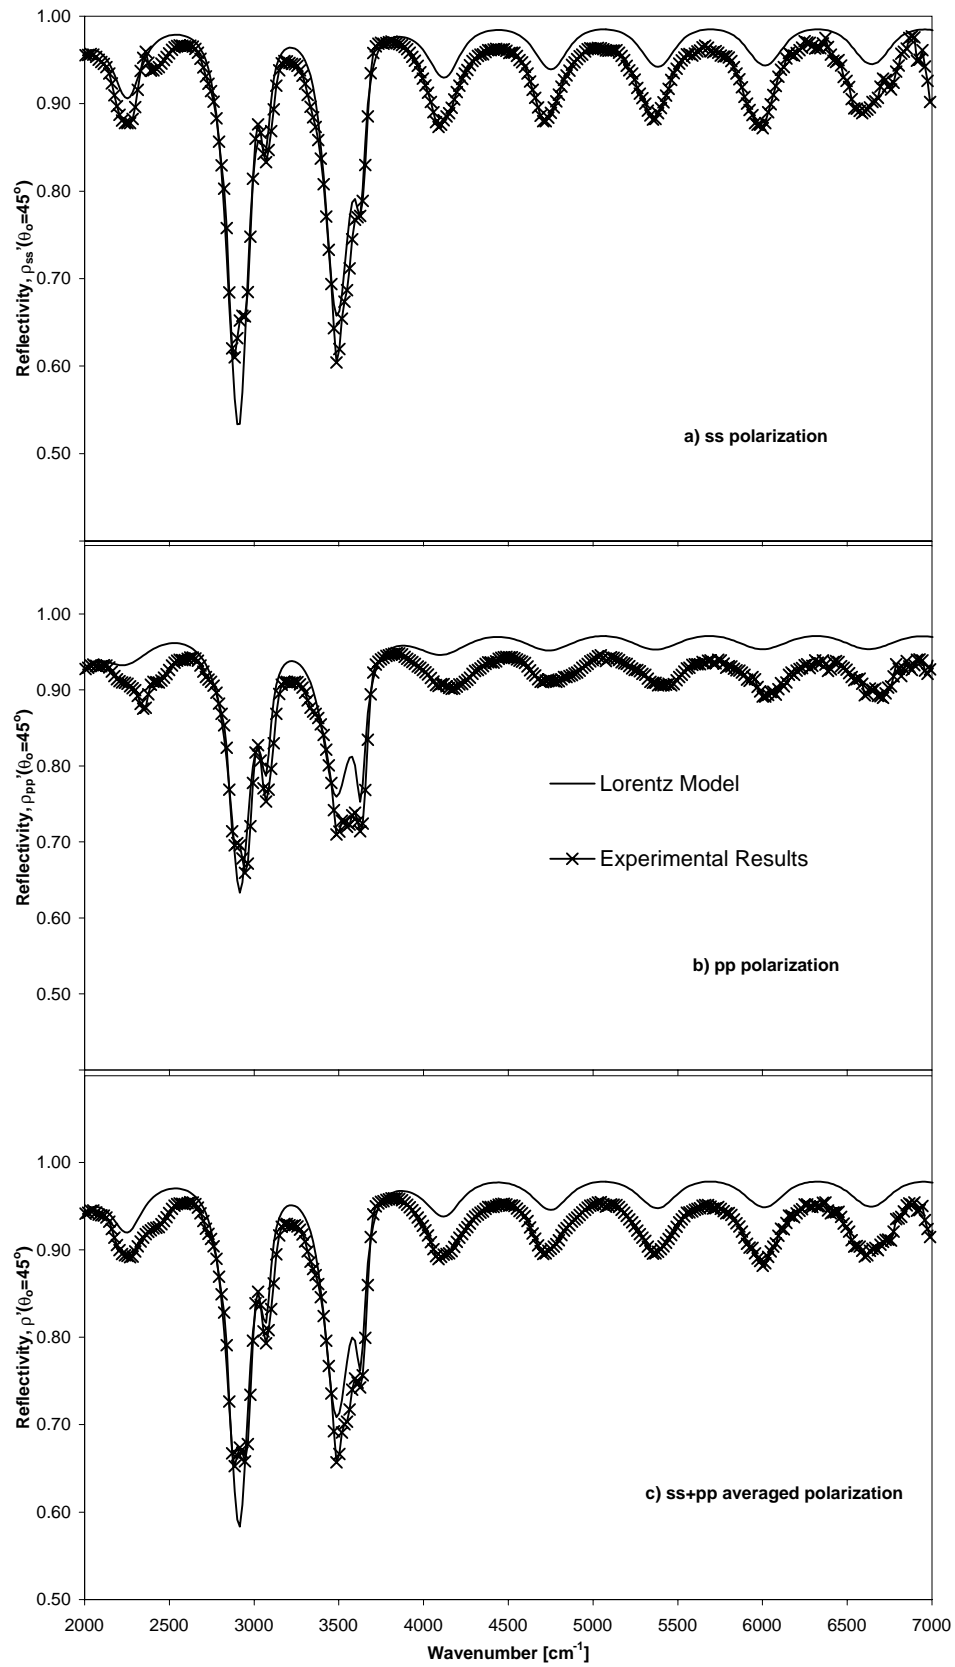 1.00
0.90
0.80
0.70
0.60
0.50
Reflectivity, ρss'(θo=45°)
a) ss polarization
1.00
0.90
0.80
0.70
0.60
0.50
Reflectivity, ρpp'(θo=45°)
Lorentz Model
Experimental Results
b) pp polarization
1.00
0.90
0.80
0.70
0.60
0.50
Reflectivity, ρ'(θo=45°)
c) ss+pp averaged polarization
2000 2500 3000 3500 4000 4500 5000 5500 6000 6500 7000
Wavenumber [cm⁻¹]